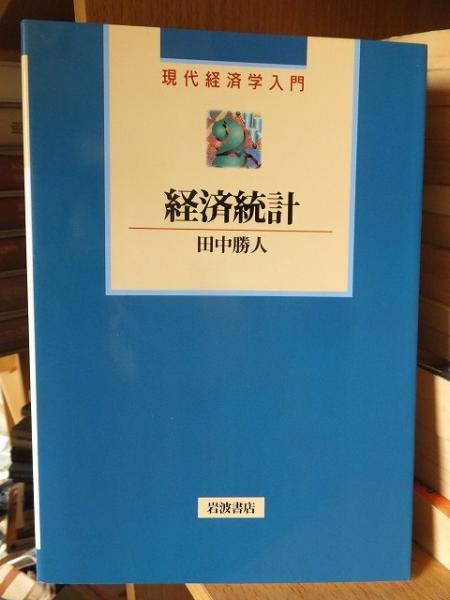 現代経済学入門
経済統計
田中勝人
岩波書店